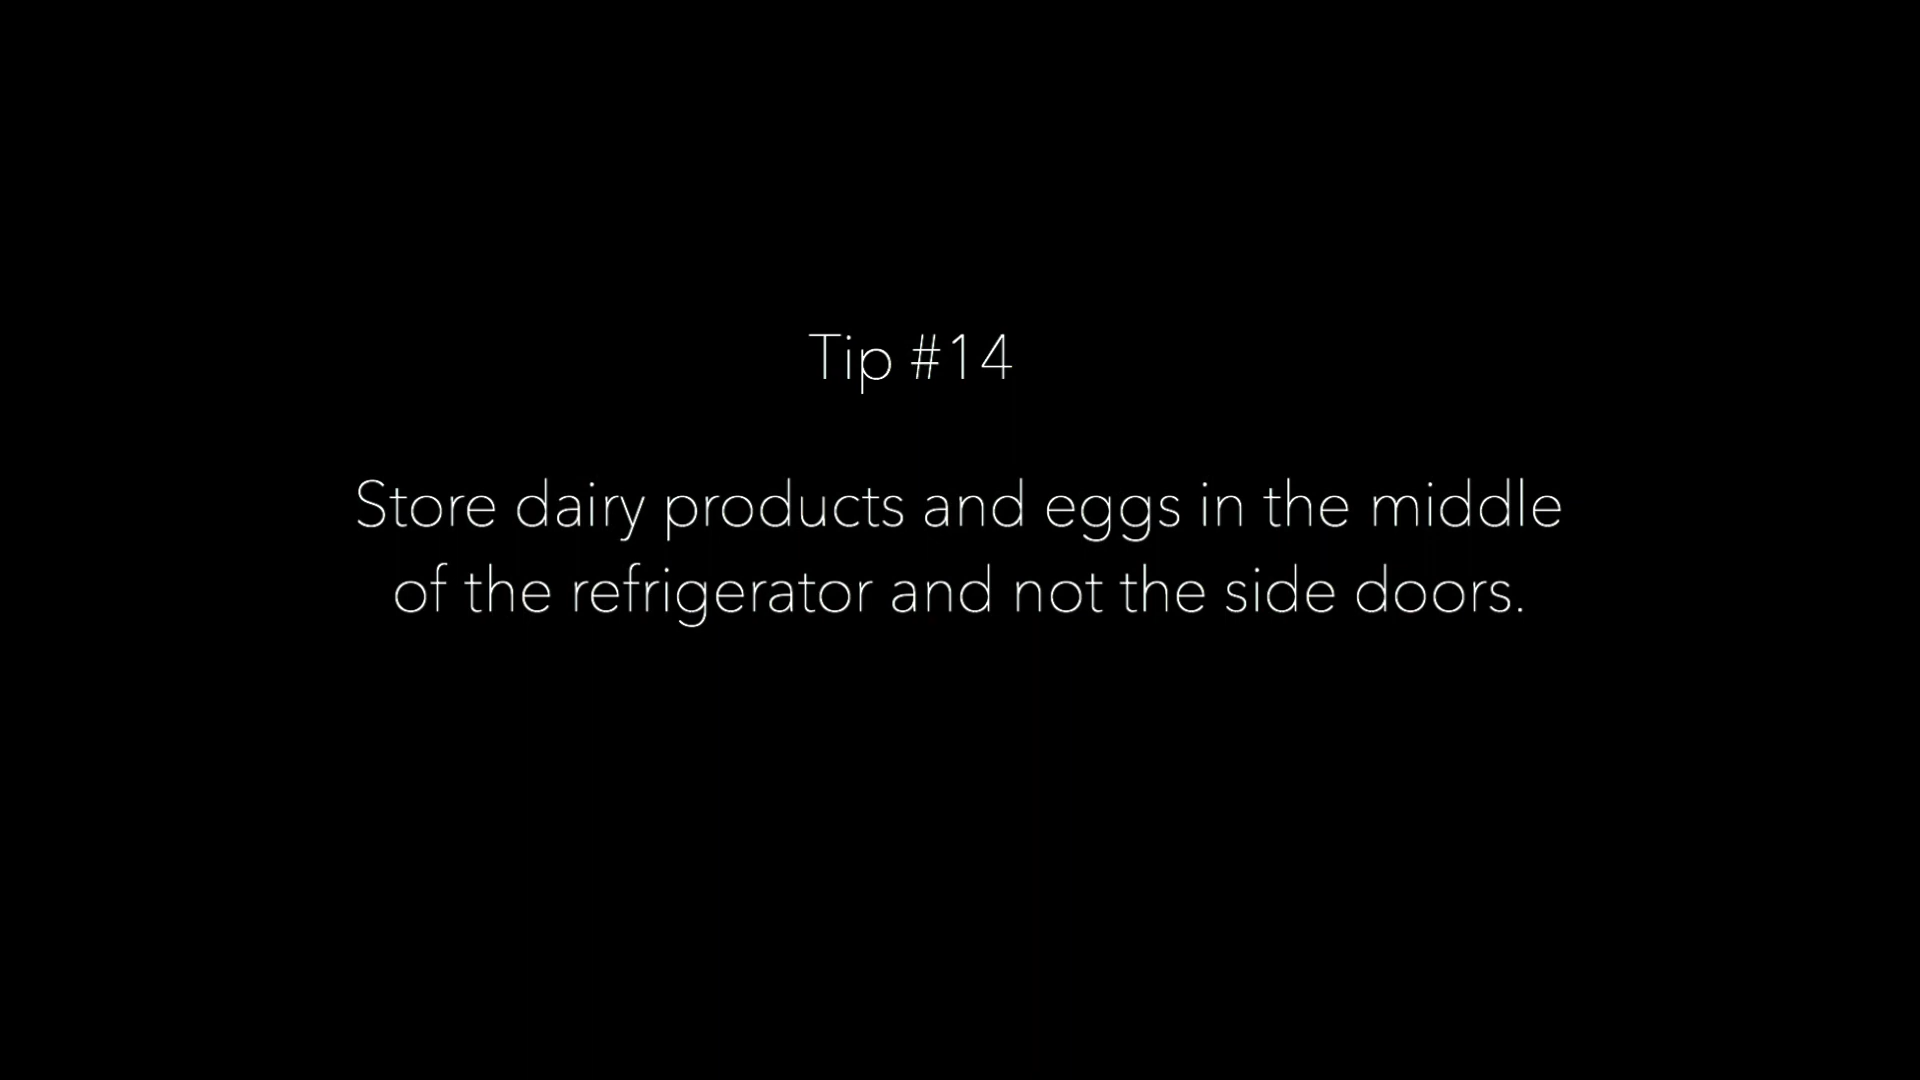 Tip #14
Store dairy products and eggs in the middle
of the refrigerator and not the side doors.